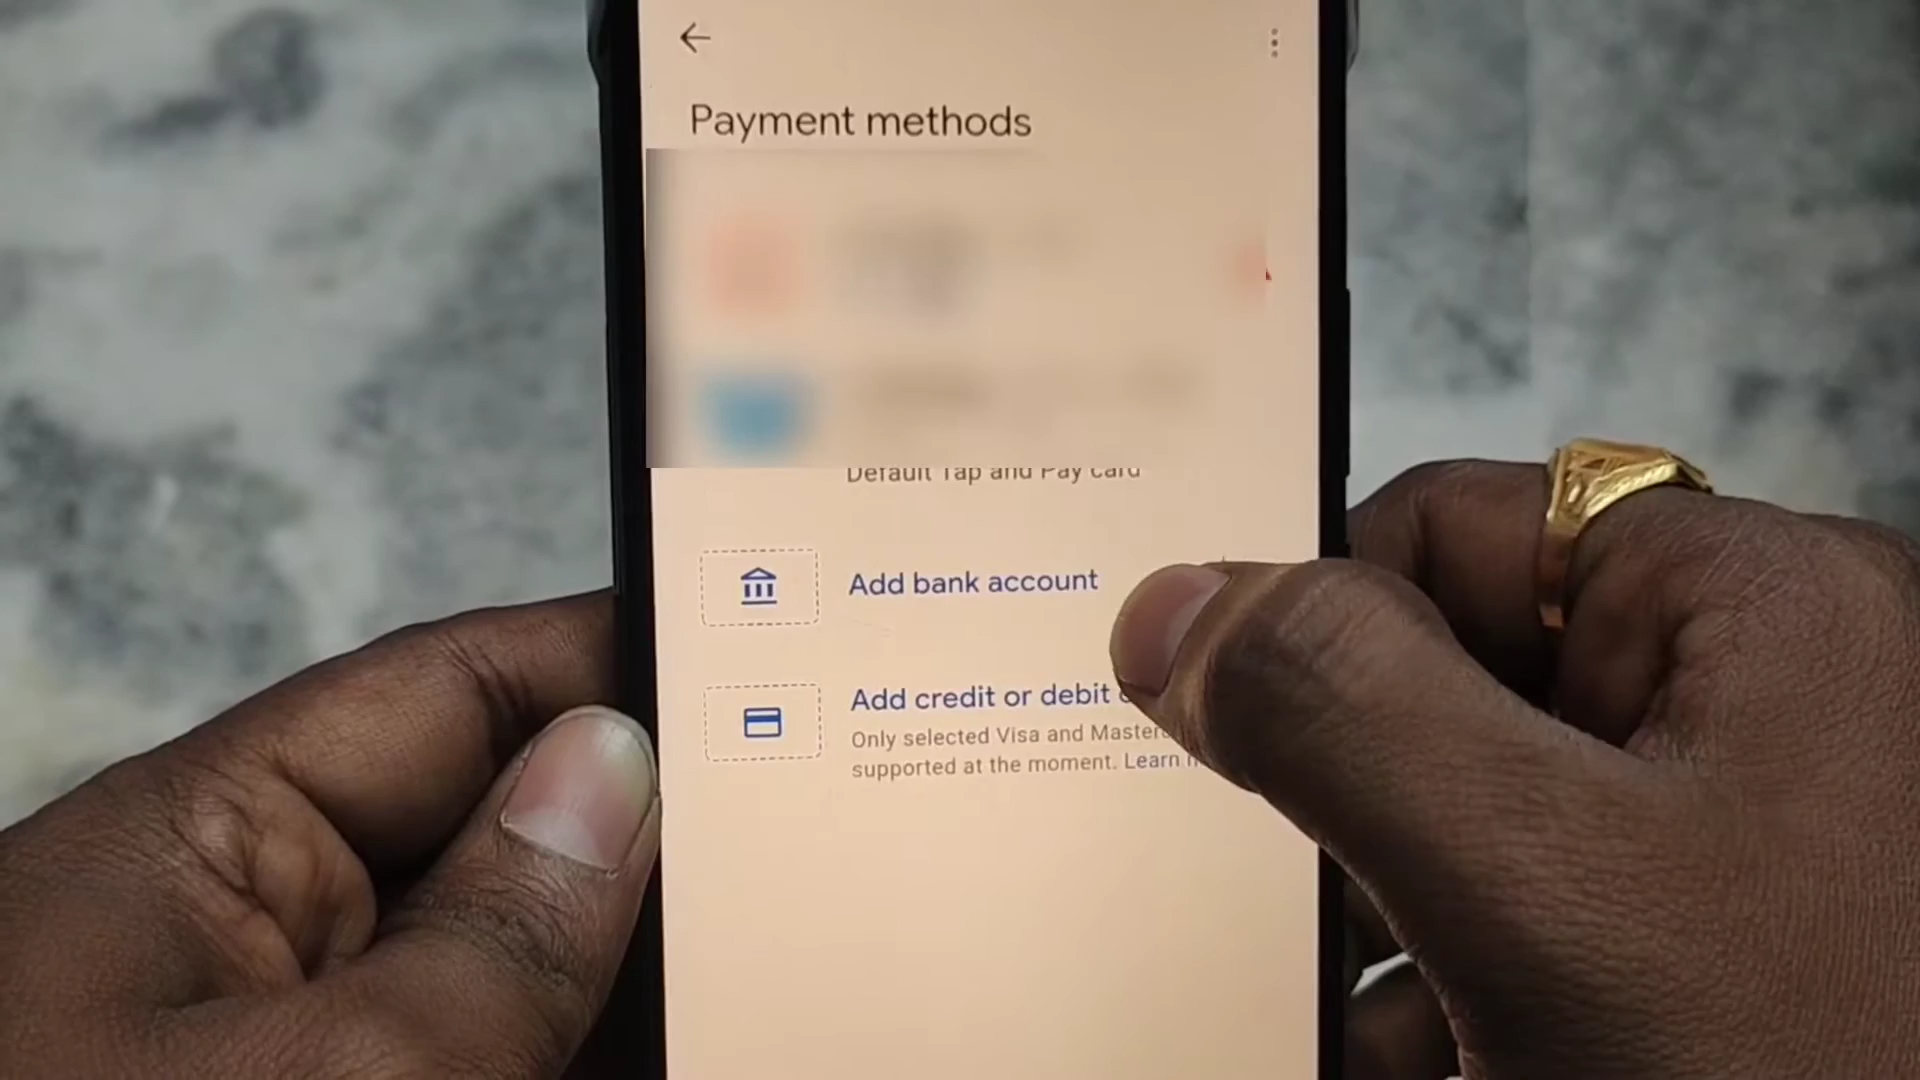 Payment methods
Default Tap and Pay card
Add bank account
Add credit or debit
Only selected Visa and
supported at the moment. Learn